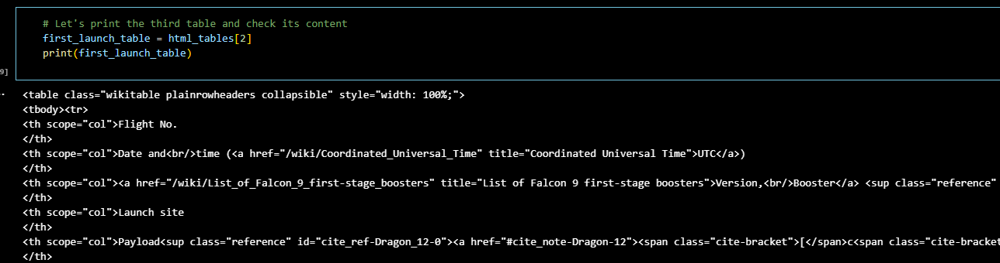 # Let's print the third table and check its content
first_launch_table = html_tables[2]
print(first_launch_table)
9]
<table class="wikitable plainrowheaders collapsible" style="width: 100%;">
<tbody><tr>
<th scope="col">Flight No.
</th>
<th scope="col">Date and<br/>time (<a href="/wiki/Coordinated_Universal_Time" title="Coordinated Universal Time">UTC</a>)
</th>
<th scope="col"><a href="/wiki/List_of_Falcon_9_first-stage_boosters" title="List of Falcon 9 first-stage boosters">Version,<br/>Booster</a> <sup class="reference"
</th>
<th scope="col">Launch site
</th>
<th scope="col">Payload<sup class="reference" id="cite_ref-Dragon_12-0"><a href="#cite_note-Dragon-12"><span class="cite-bracket">[</span>c<span class="cite-bracket
</th>